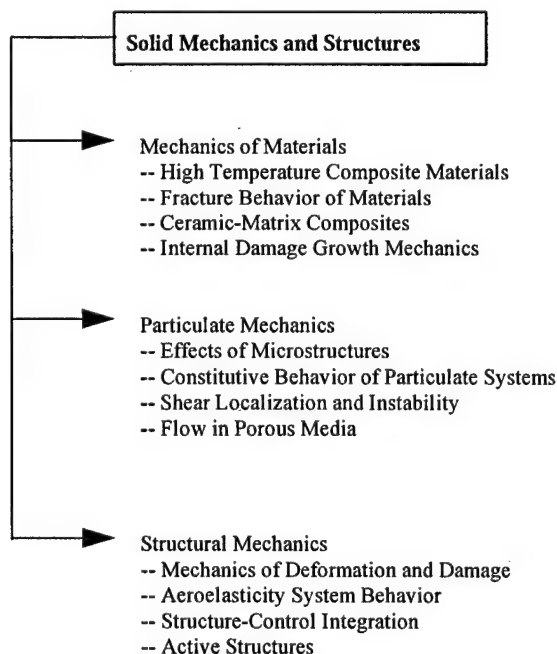 Solid Mechanics and Structures
Mechanics of Materials
-- High Temperature Composite Materials
-- Fracture Behavior of Materials
-- Ceramic-Matrix Composites
-- Internal Damage Growth Mechanics
Particulate Mechanics
-- Effects of Microstructures
-- Constitutive Behavior of Particulate Systems
-- Shear Localization and Instability
-- Flow in Porous Media
Structural Mechanics
-- Mechanics of Deformation and Damage
-- Aeroelasticity System Behavior
-- Structure-Control Integration
-- Active Structures